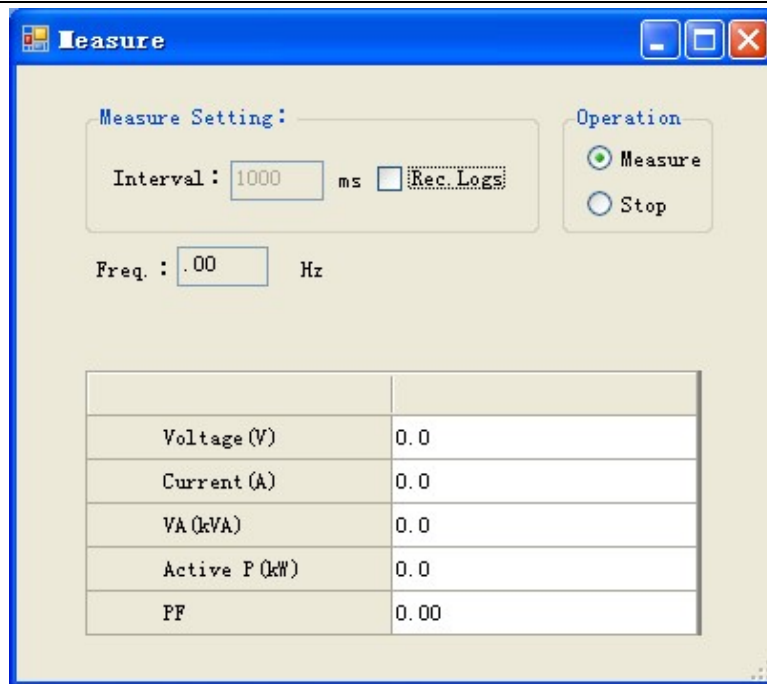 Measure
Measure Setting:
Interval: 1000 ms Rec.Logs
Operation
Measure
Stop
Freq.: .00 Hz
Voltage(V) 0.0
Current(A) 0.0
VA(kVA) 0.0
Active P(kW) 0.0
PF 0.00